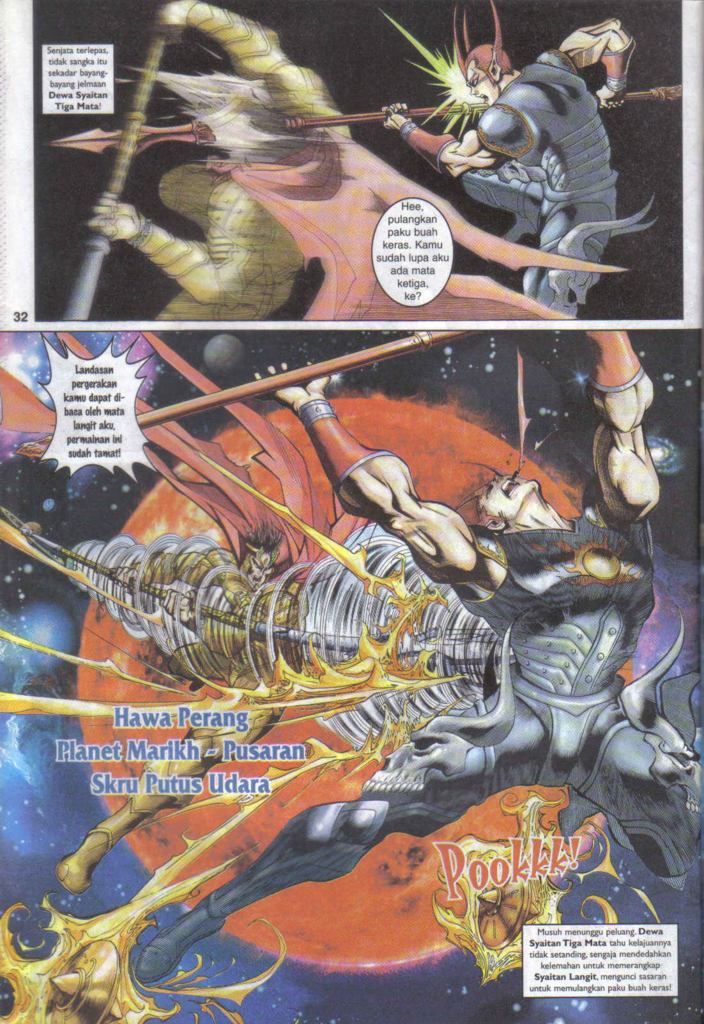 Senjata terlepas,
tidak sangka itu
sekadar bayang-
bayang jelmaan
Dewa Syaitan
Tiga Mata!
Hee,
pulangkan
paku buah
keras. Kamu
sudah lupa aku
ada mata
ketiga,
ke?
32
Landasan
pergerakan
kamu dapat di-
baca oleh mata
langit aku,
permainan ini
sudah tamat!
Hawa Perang
Planet Marikh - Pusaran
Skru Putus Udara
Pookkk!
Musuh menunggu peluang. Dewa
Syaitan Tiga Mata tahu kelajuannya
tidak setanding, sengaja mendedahkan
kelemahan untuk memerangkap
Syaitan Langit, mengunci sasaran
untuk memulangkan paku buah keras!